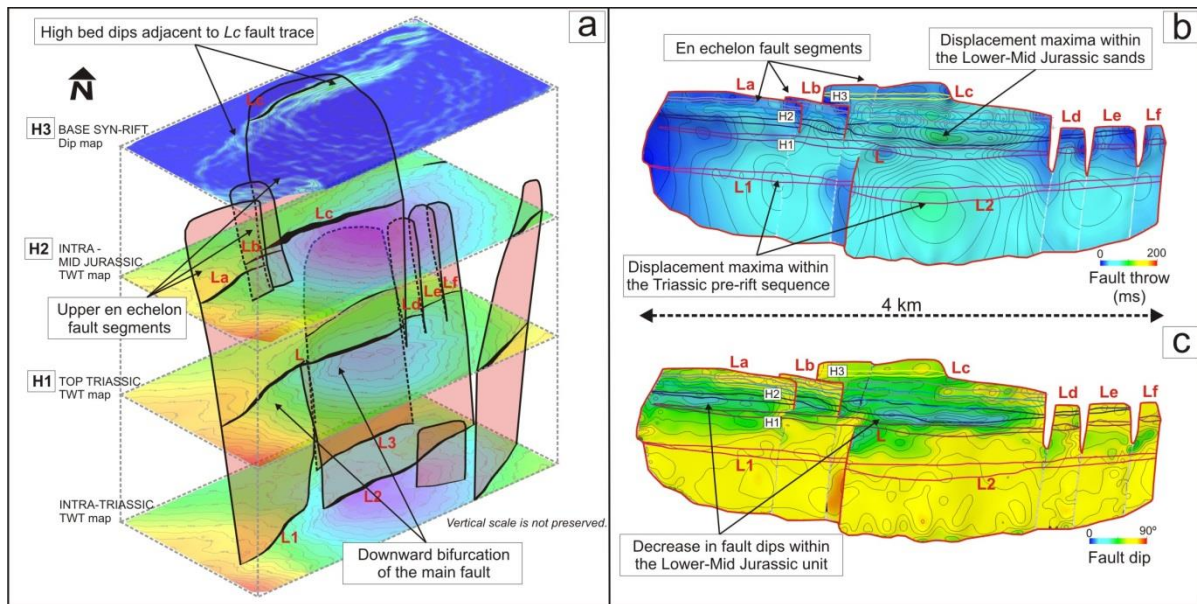 a
High bed dips adjacent to Lc fault trace
N
Lc
H3 BASE SYN-RIFT
Dip map
Lc
Lb
La
H2 INTRA -
MID JURASSIC
TWT map
Upper en echelon
fault segments
Ld
Le
Lf
L
H1 TOP TRIASSIC
TWT map
L3
L2
INTRA-TRIASSIC
TWT map
L1
Vertical scale is not preserved.
Downward bifurcation
of the main fault
b
En echelon fault segments
Displacement maxima within
the Lower-Mid Jurassic sands
La
Lb
Lc
H3
H2
H1
Ld
Le
Lf
L
L1
L2
Displacement maxima within
the Triassic pre-rift sequence
0 200
Fault throw
(ms)
4 km
c
La
Lb
Lc
H3
H2
H1
Ld
Le
Lf
L
L1
L2
Decrease in fault dips within
the Lower-Mid Jurassic unit
0 90º
Fault dip